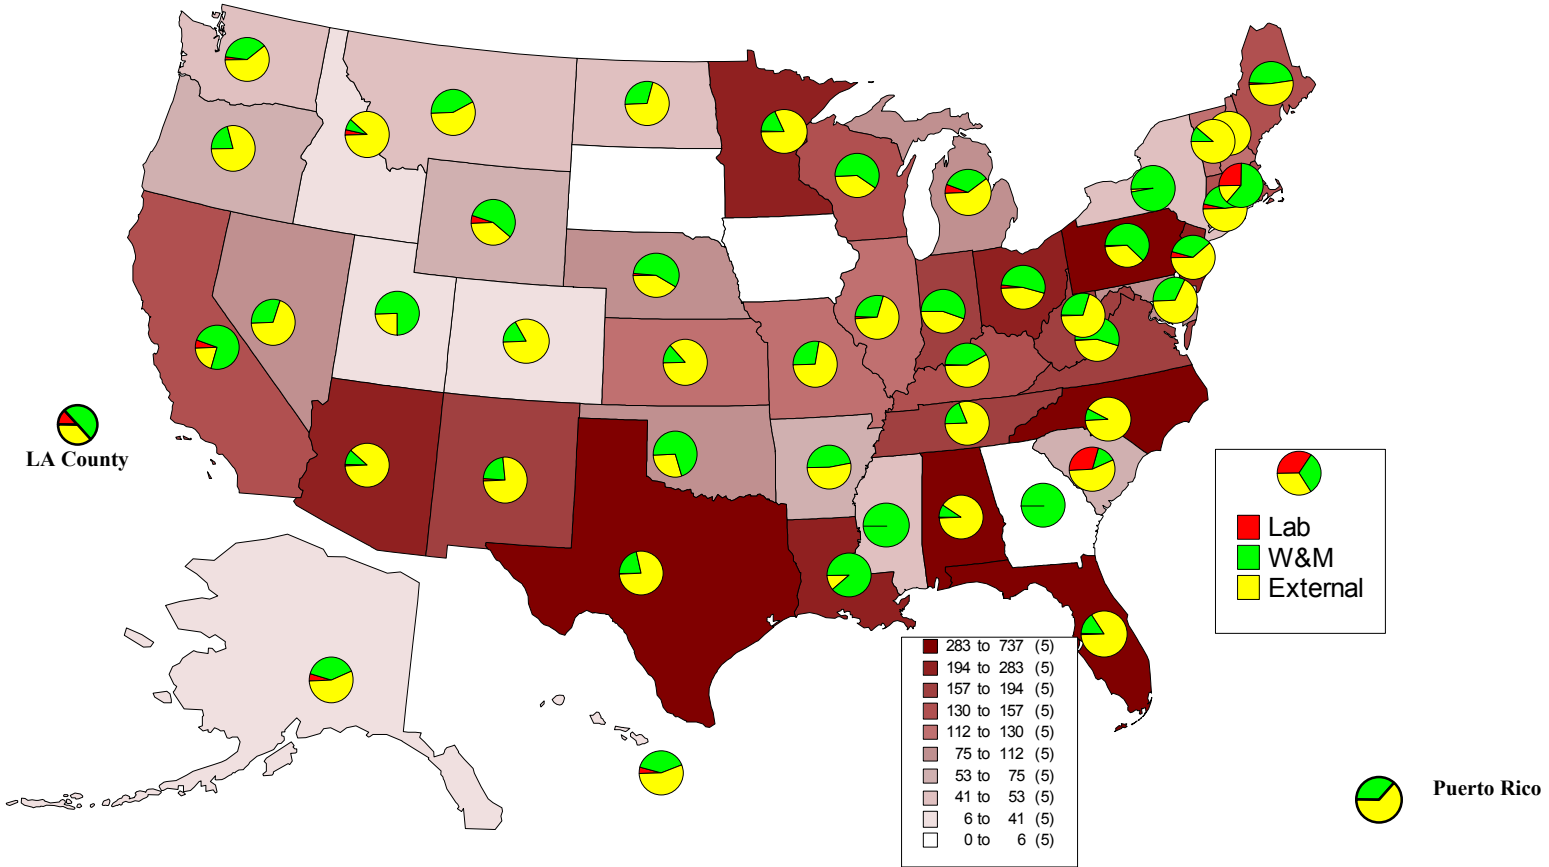 LA County
Lab
W&M
External
283 to 737 (5)
194 to 283 (5)
157 to 194 (5)
130 to 157 (5)
112 to 130 (5)
75 to 112 (5)
53 to 75 (5)
41 to 53 (5)
6 to 41 (5)
0 to 6 (5)
Puerto Rico